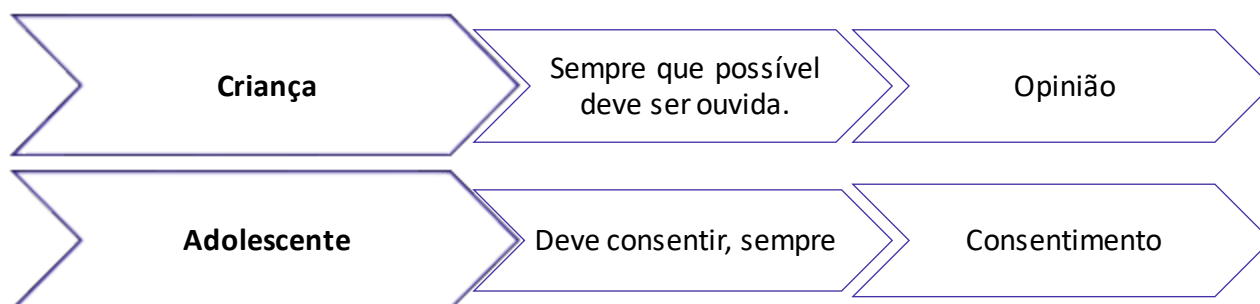 Criança
Sempre que possível
deve ser ouvida.
Opinião
Adolescente
Deve consentir, sempre
Consentimento